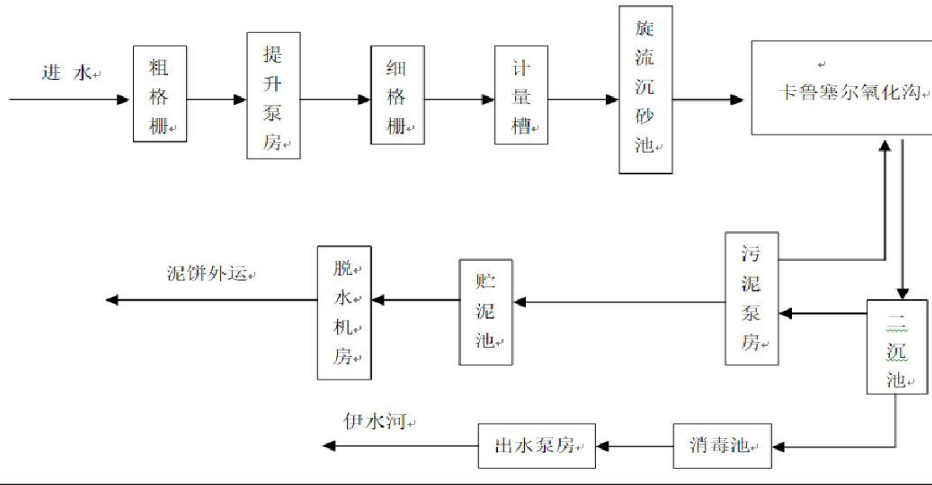 进 水
粗格栅
提升泵房
细格栅
计量槽
旋流沉砂池
卡鲁塞尔氧化沟
泥饼外运
脱水机房
贮泥池
污泥泵房
二沉池
伊水河
出水泵房
消毒池